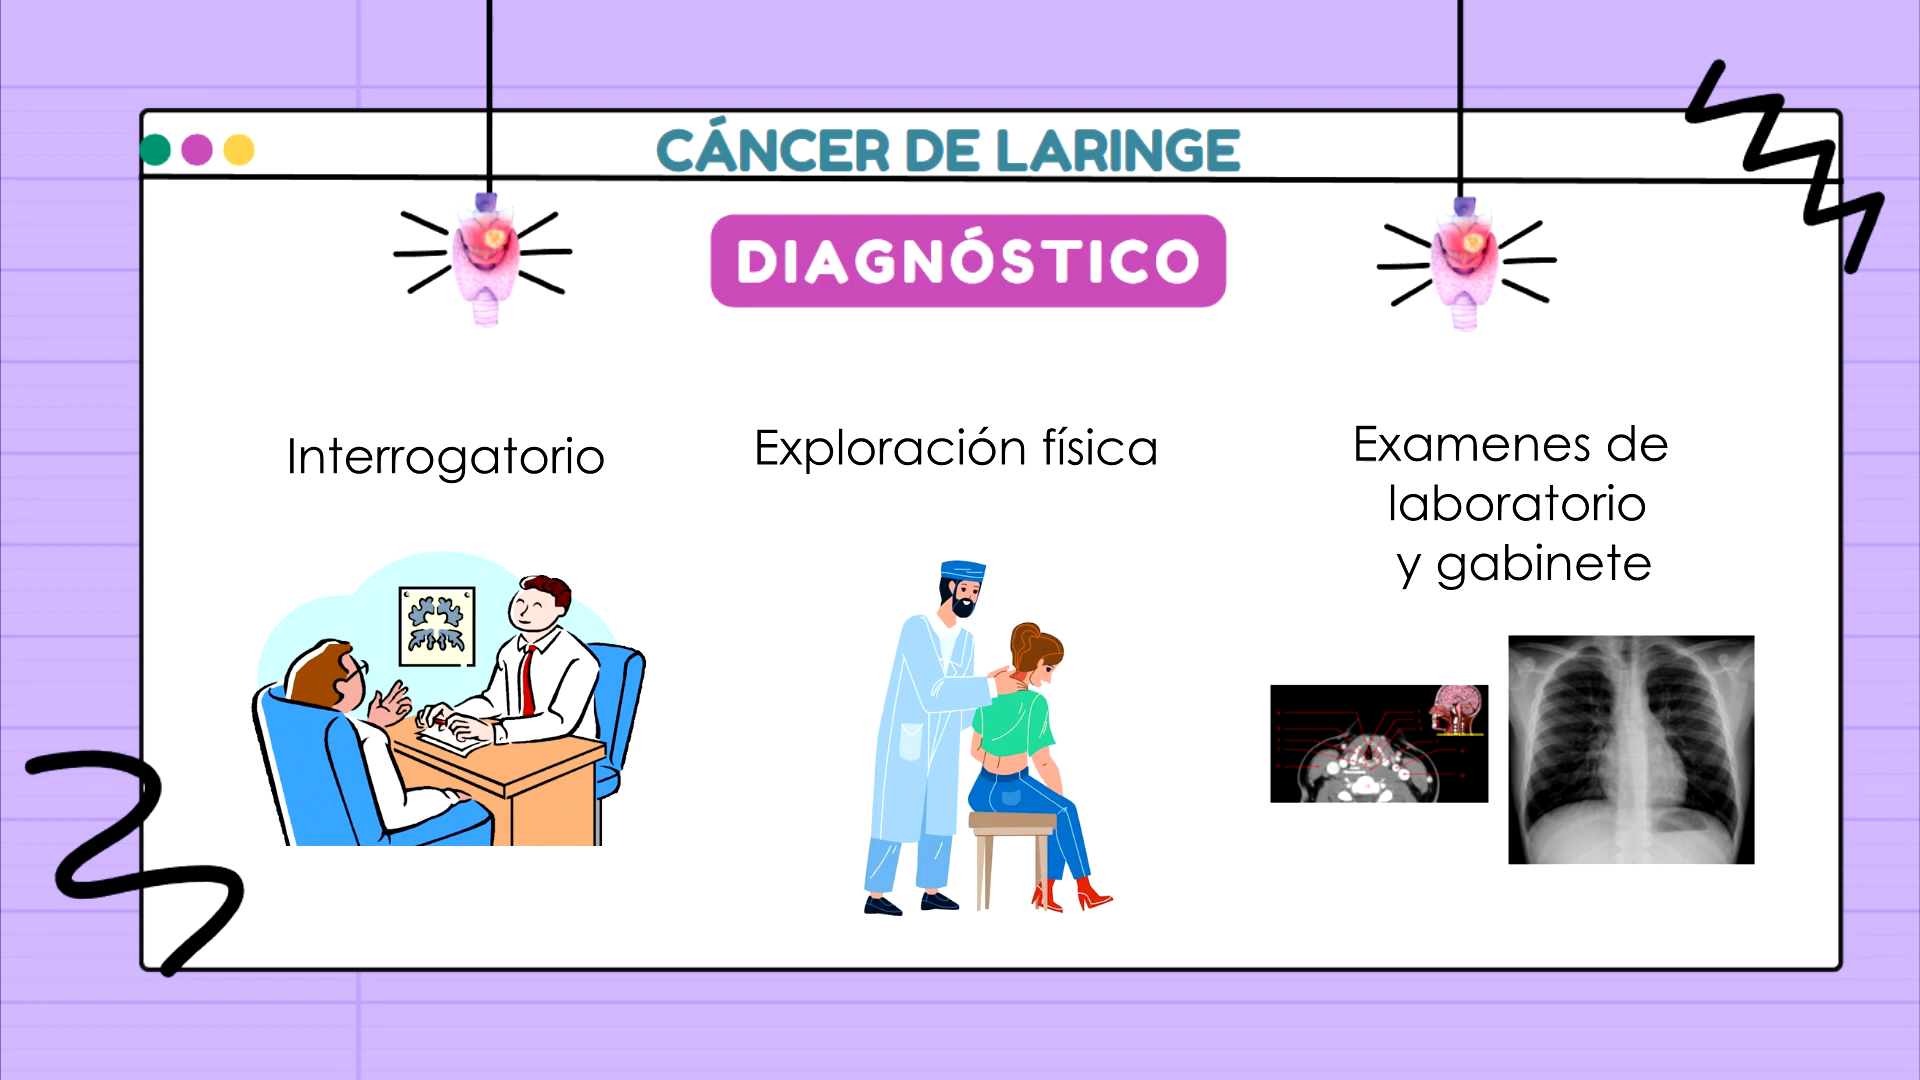 CÁNCER DE LARINGE
DIAGNÓSTICO
Interrogatorio
Exploración física
Examenes de
laboratorio
y gabinete